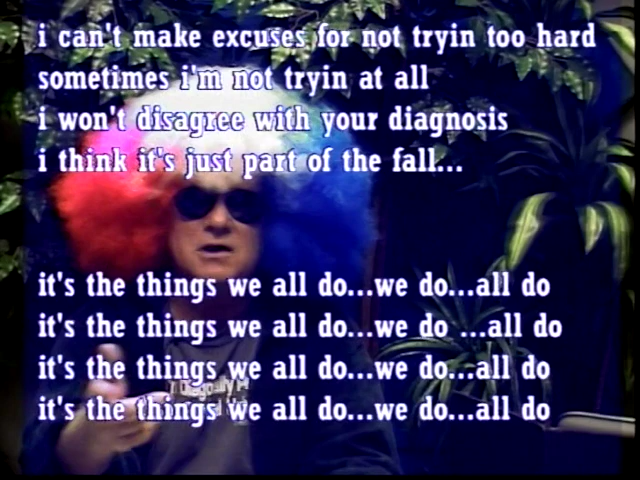 i can't make excuses for not tryin too hard
sometimes i'm not tryin at all
i won't disagree with your diagnosis
i think it's just part of the fall...
it's the things we all do...we do...all do
it's the things we all do...we do ...all do
it's the things we all do...we do...all do
it's the things we all do...we do...all do